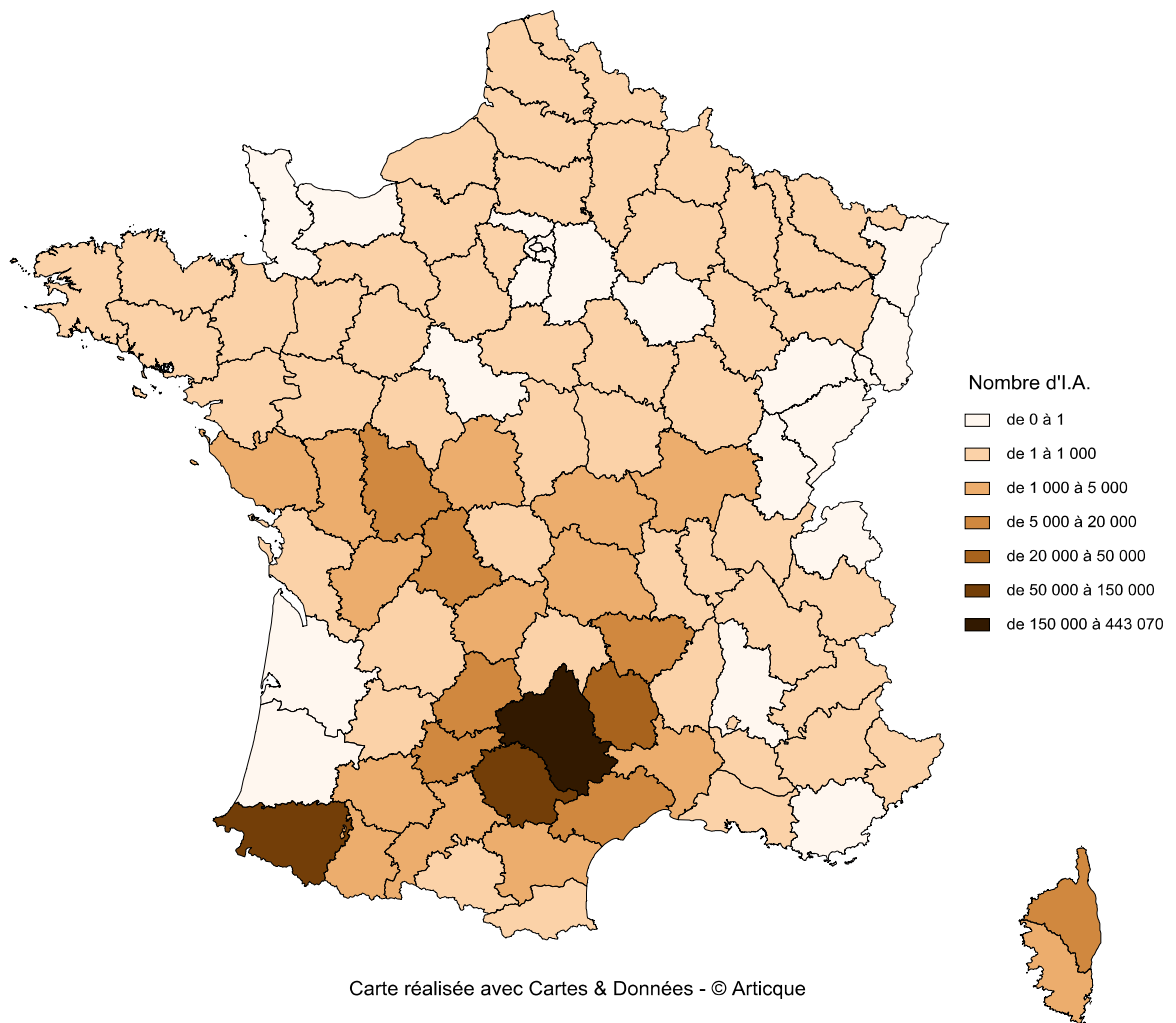 Nombre d'I.A.
de 0 à 1
de 1 à 1 000
de 1 000 à 5 000
de 5 000 à 20 000
de 20 000 à 50 000
de 50 000 à 150 000
de 150 000 à 443 070
Carte réalisée avec Cartes & Données - © Articque